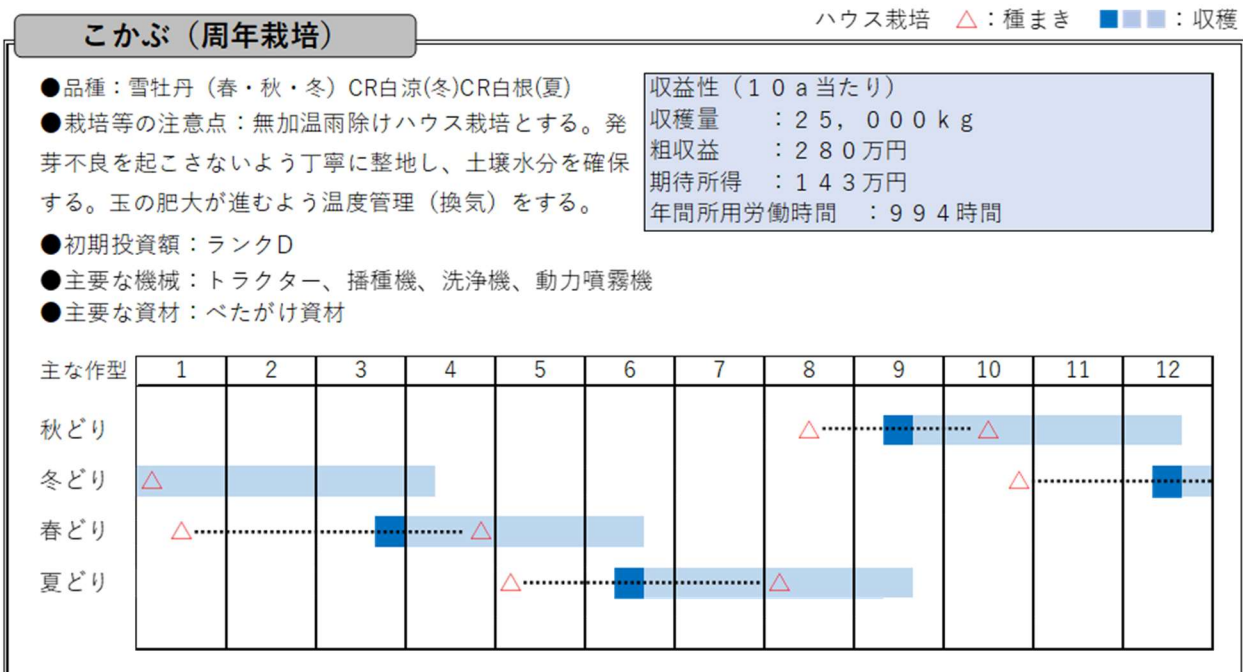 ハウス栽培 △：種まき ■■■：収穫
こかぶ（周年栽培）
●品種：雪牡丹（春・秋・冬）CR白涼(冬)CR白根(夏)
●栽培等の注意点：無加温雨除けハウス栽培とする。発
芽不良を起こさないよう丁寧に整地し、土壌水分を確保
する。玉の肥大が進むよう温度管理（換気）をする。
●初期投資額：ランクD
●主要な機械：トラクター、播種機、洗浄機、動力噴霧機
●主要な資材：べたがけ資材
収益性（１０a当たり）
収穫量　　：２５，０００ｋｇ
粗収益　　：２８０万円
期待所得　：１４３万円
年間所用労働時間　：９９４時間
主な作型 1 2 3 4 5 6 7 8 9 10 11 12
秋どり
冬どり
春どり
夏どり